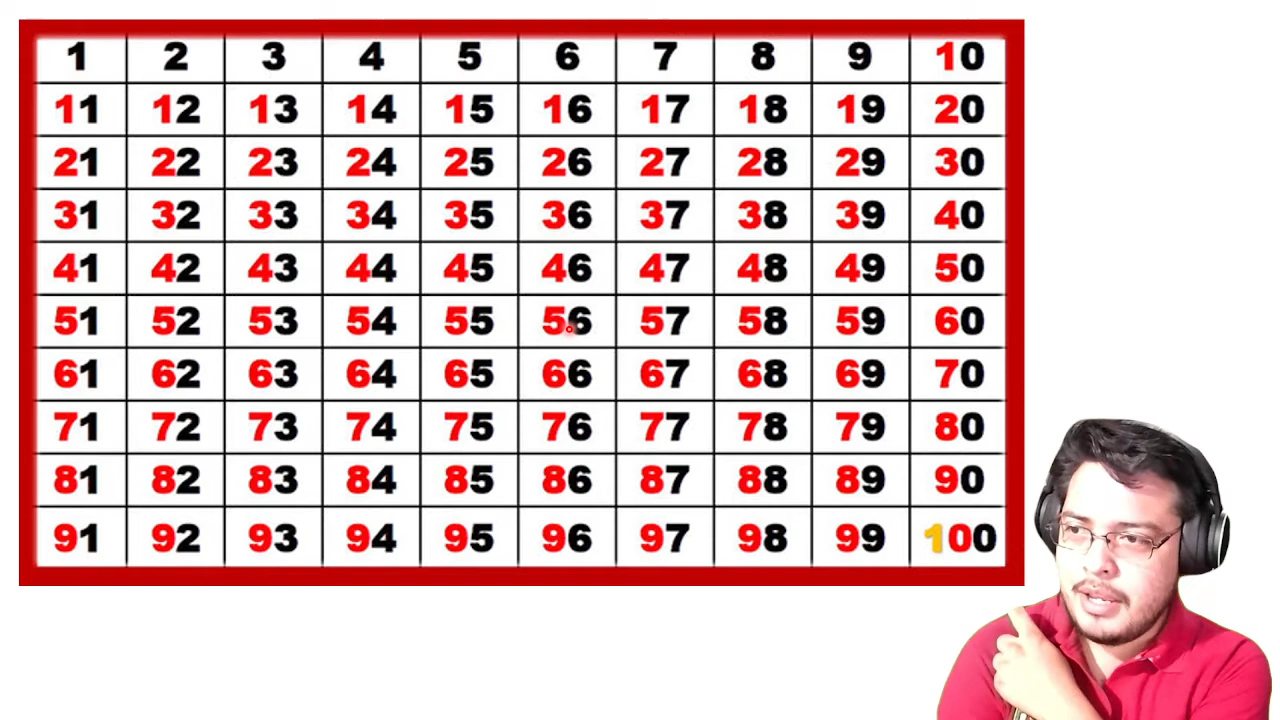 1 2 3 4 5 6 7 8 9 10
11 12 13 14 15 16 17 18 19 20
21 22 23 24 25 26 27 28 29 30
31 32 33 34 35 36 37 38 39 40
41 42 43 44 45 46 47 48 49 50
51 52 53 54 55 56 57 58 59 60
61 62 63 64 65 66 67 68 69 70
71 72 73 74 75 76 77 78 79 80
81 82 83 84 85 86 87 88 89 90
91 92 93 94 95 96 97 98 99 100